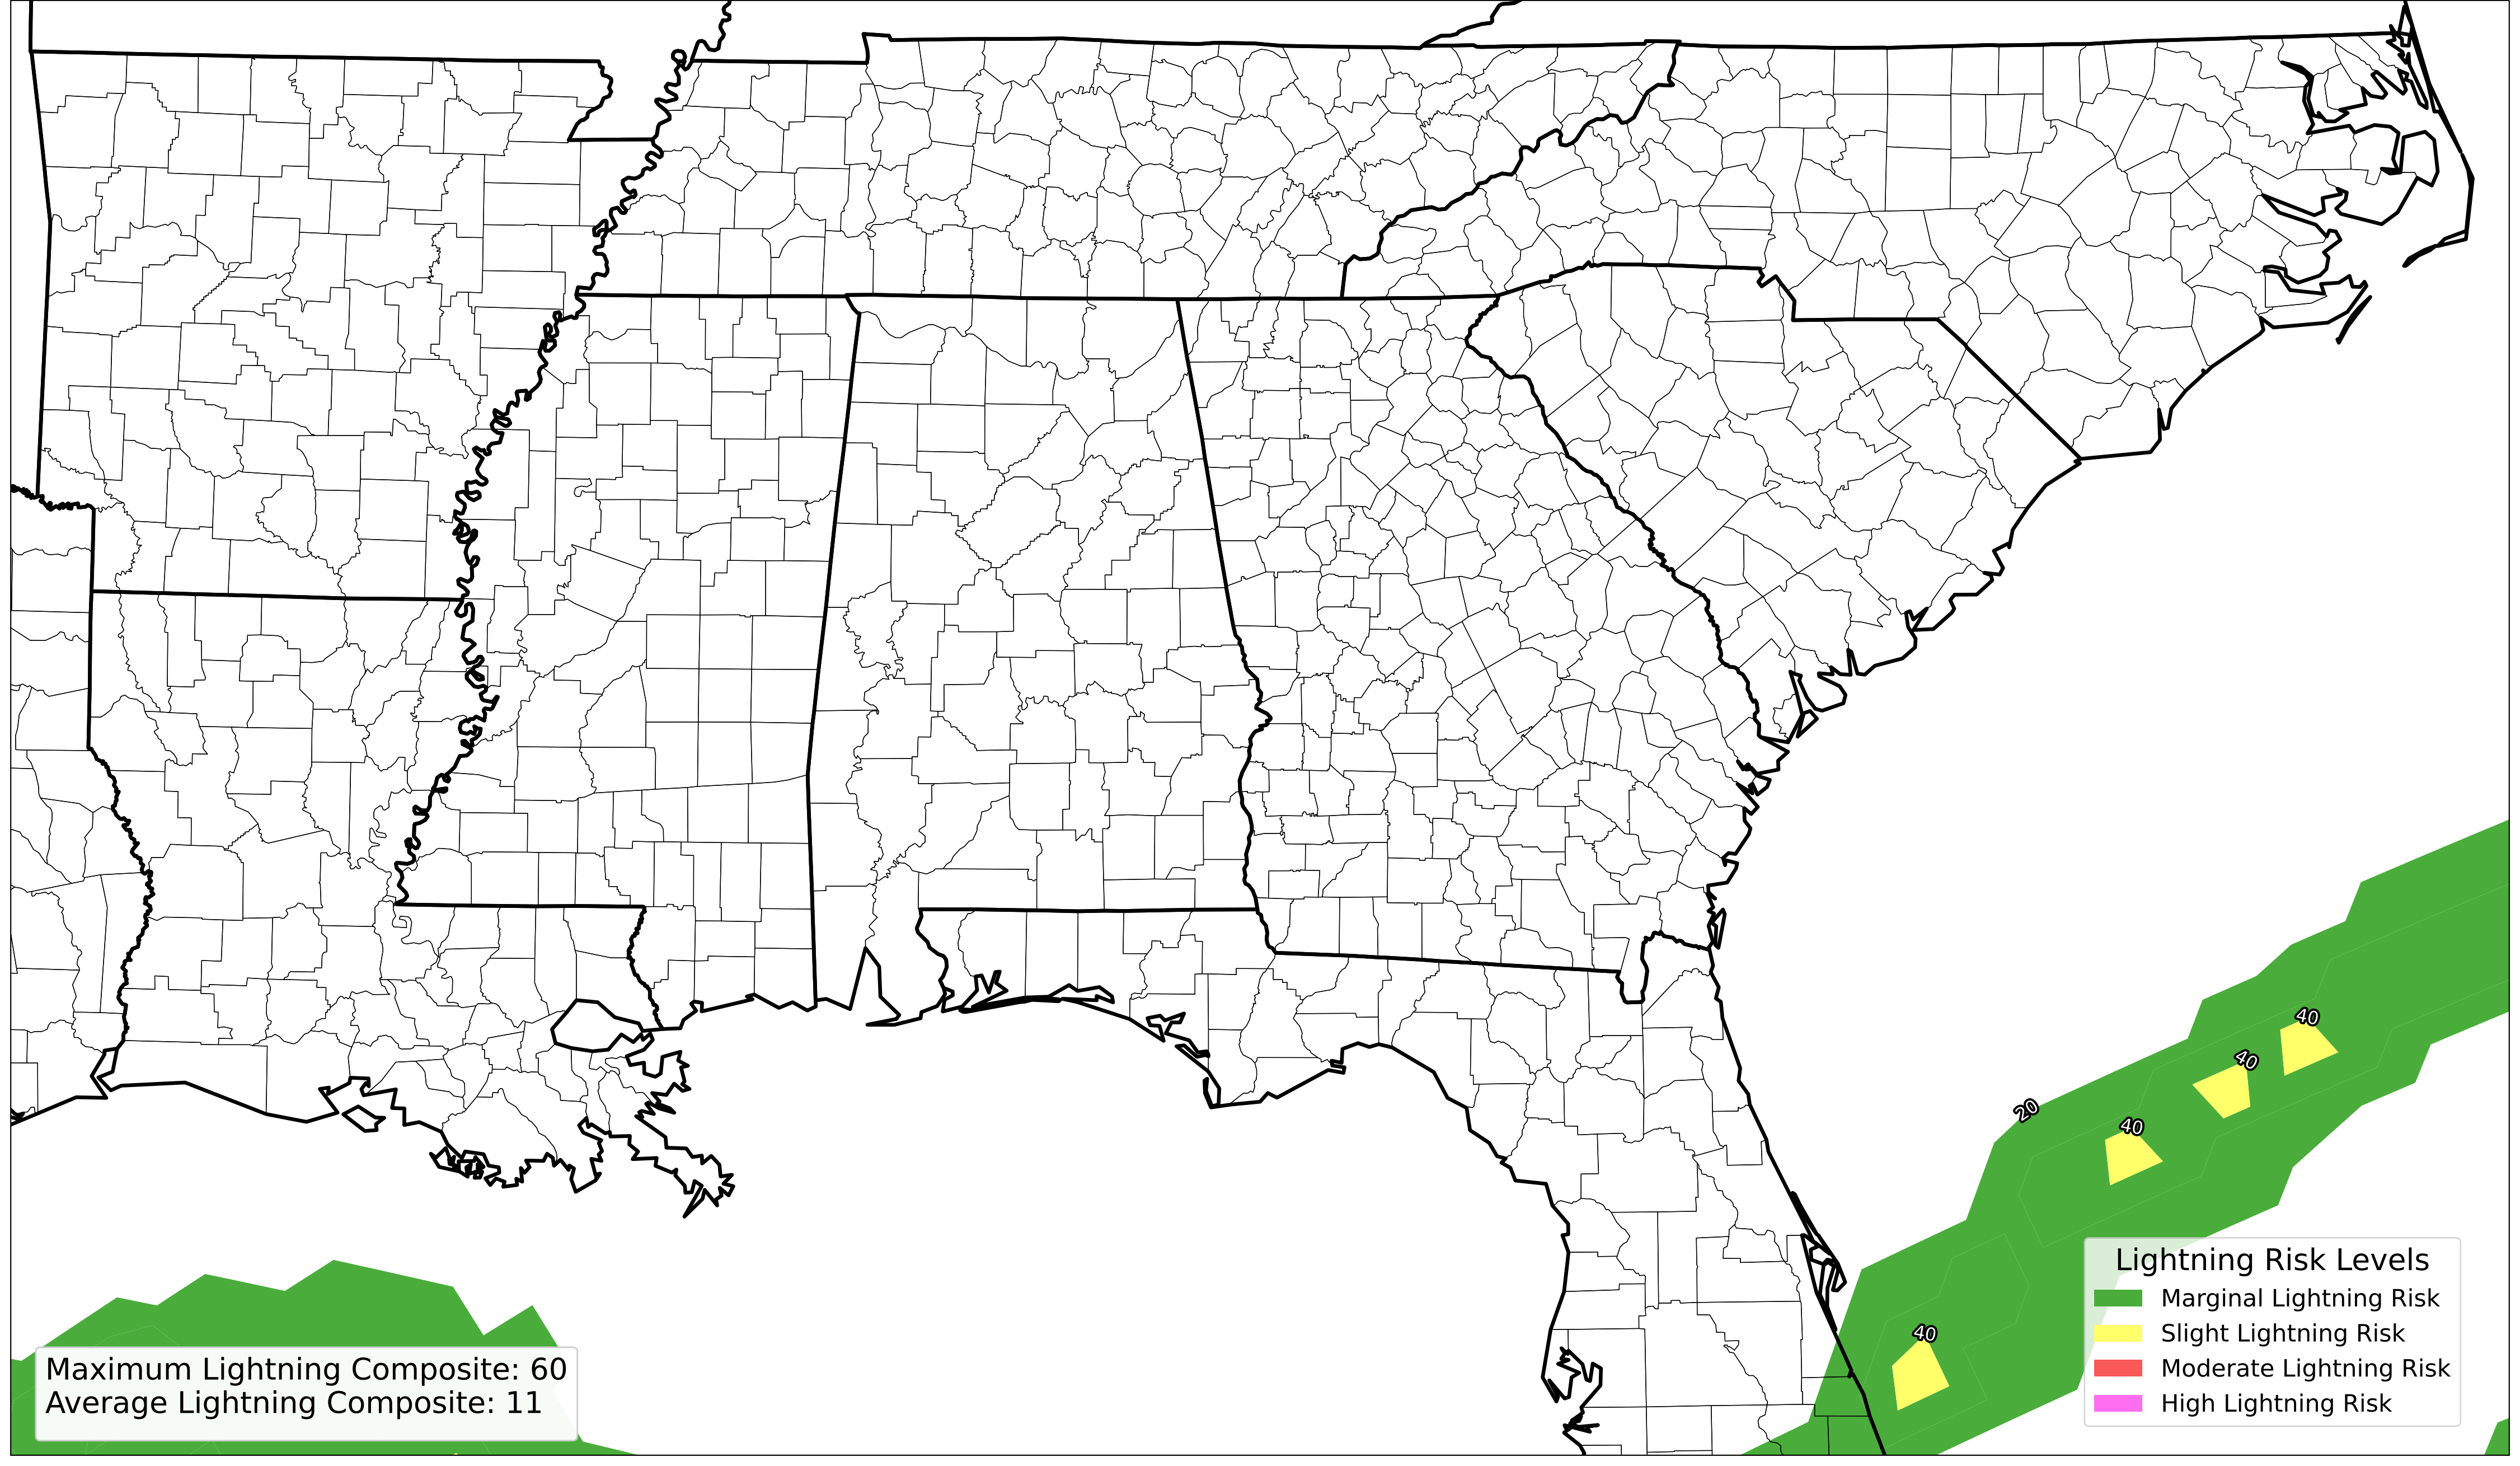 40
40
20
40
40
Lightning Risk Levels
Marginal Lightning Risk
Slight Lightning Risk
Moderate Lightning Risk
High Lightning Risk
Maximum Lightning Composite: 60
Average Lightning Composite: 11